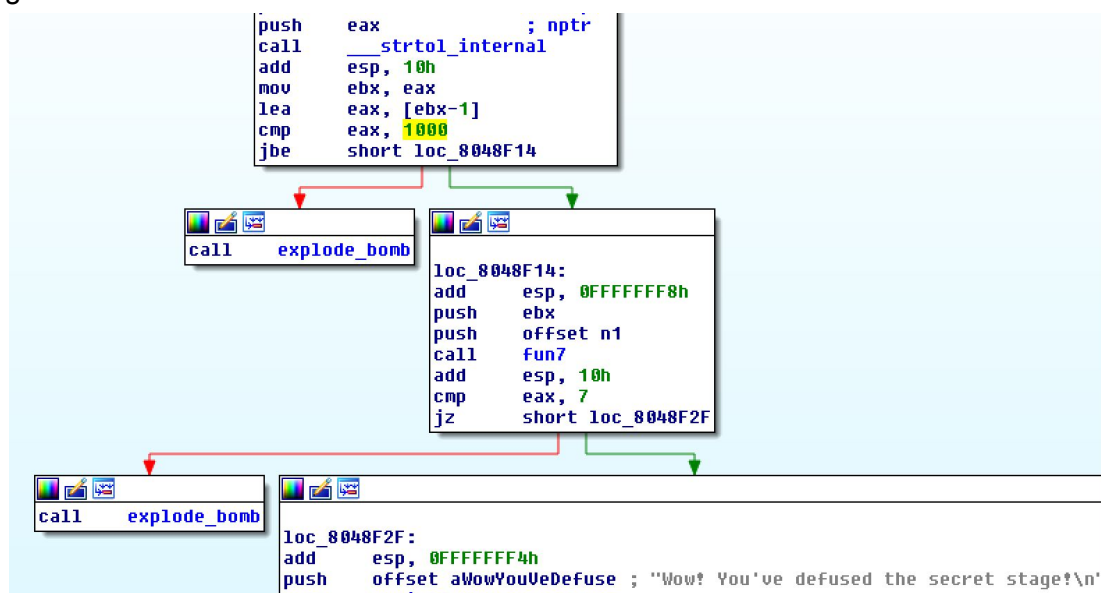 push eax ; nptr
call ___strtol_internal
add esp, 10h
mov ebx, eax
lea eax, [ebx-1]
cmp eax, 1000
jbe short loc_8048F14
call explode_bomb
loc_8048F14:
add esp, 0FFFFFFF8h
push ebx
push offset n1
call fun7
add esp, 10h
cmp eax, 7
jz short loc_8048F2F
call explode_bomb
loc_8048F2F:
add esp, 0FFFFFFF4h
push offset aWowYouVeDefuse ; "Wow! You've defused the secret stage!\n"